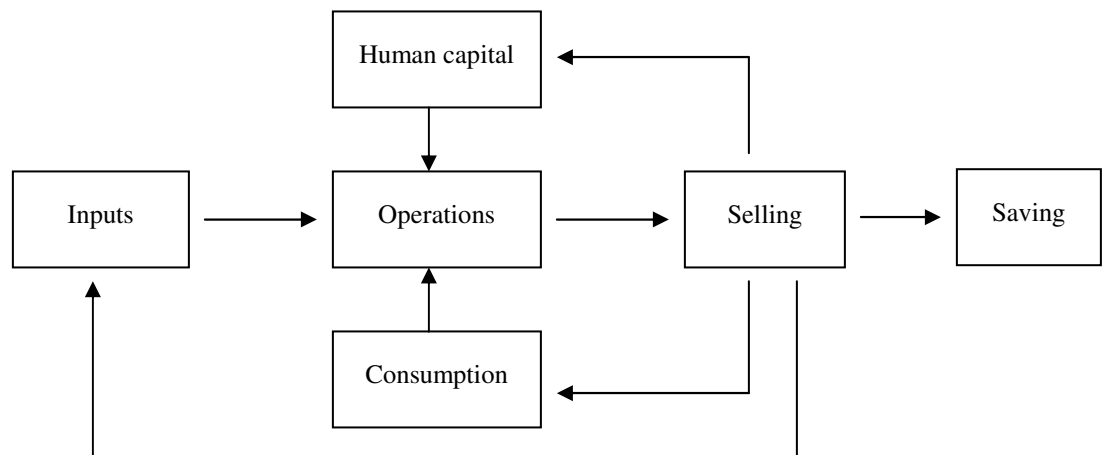 Human capital
Inputs
Operations
Selling
Saving
Consumption